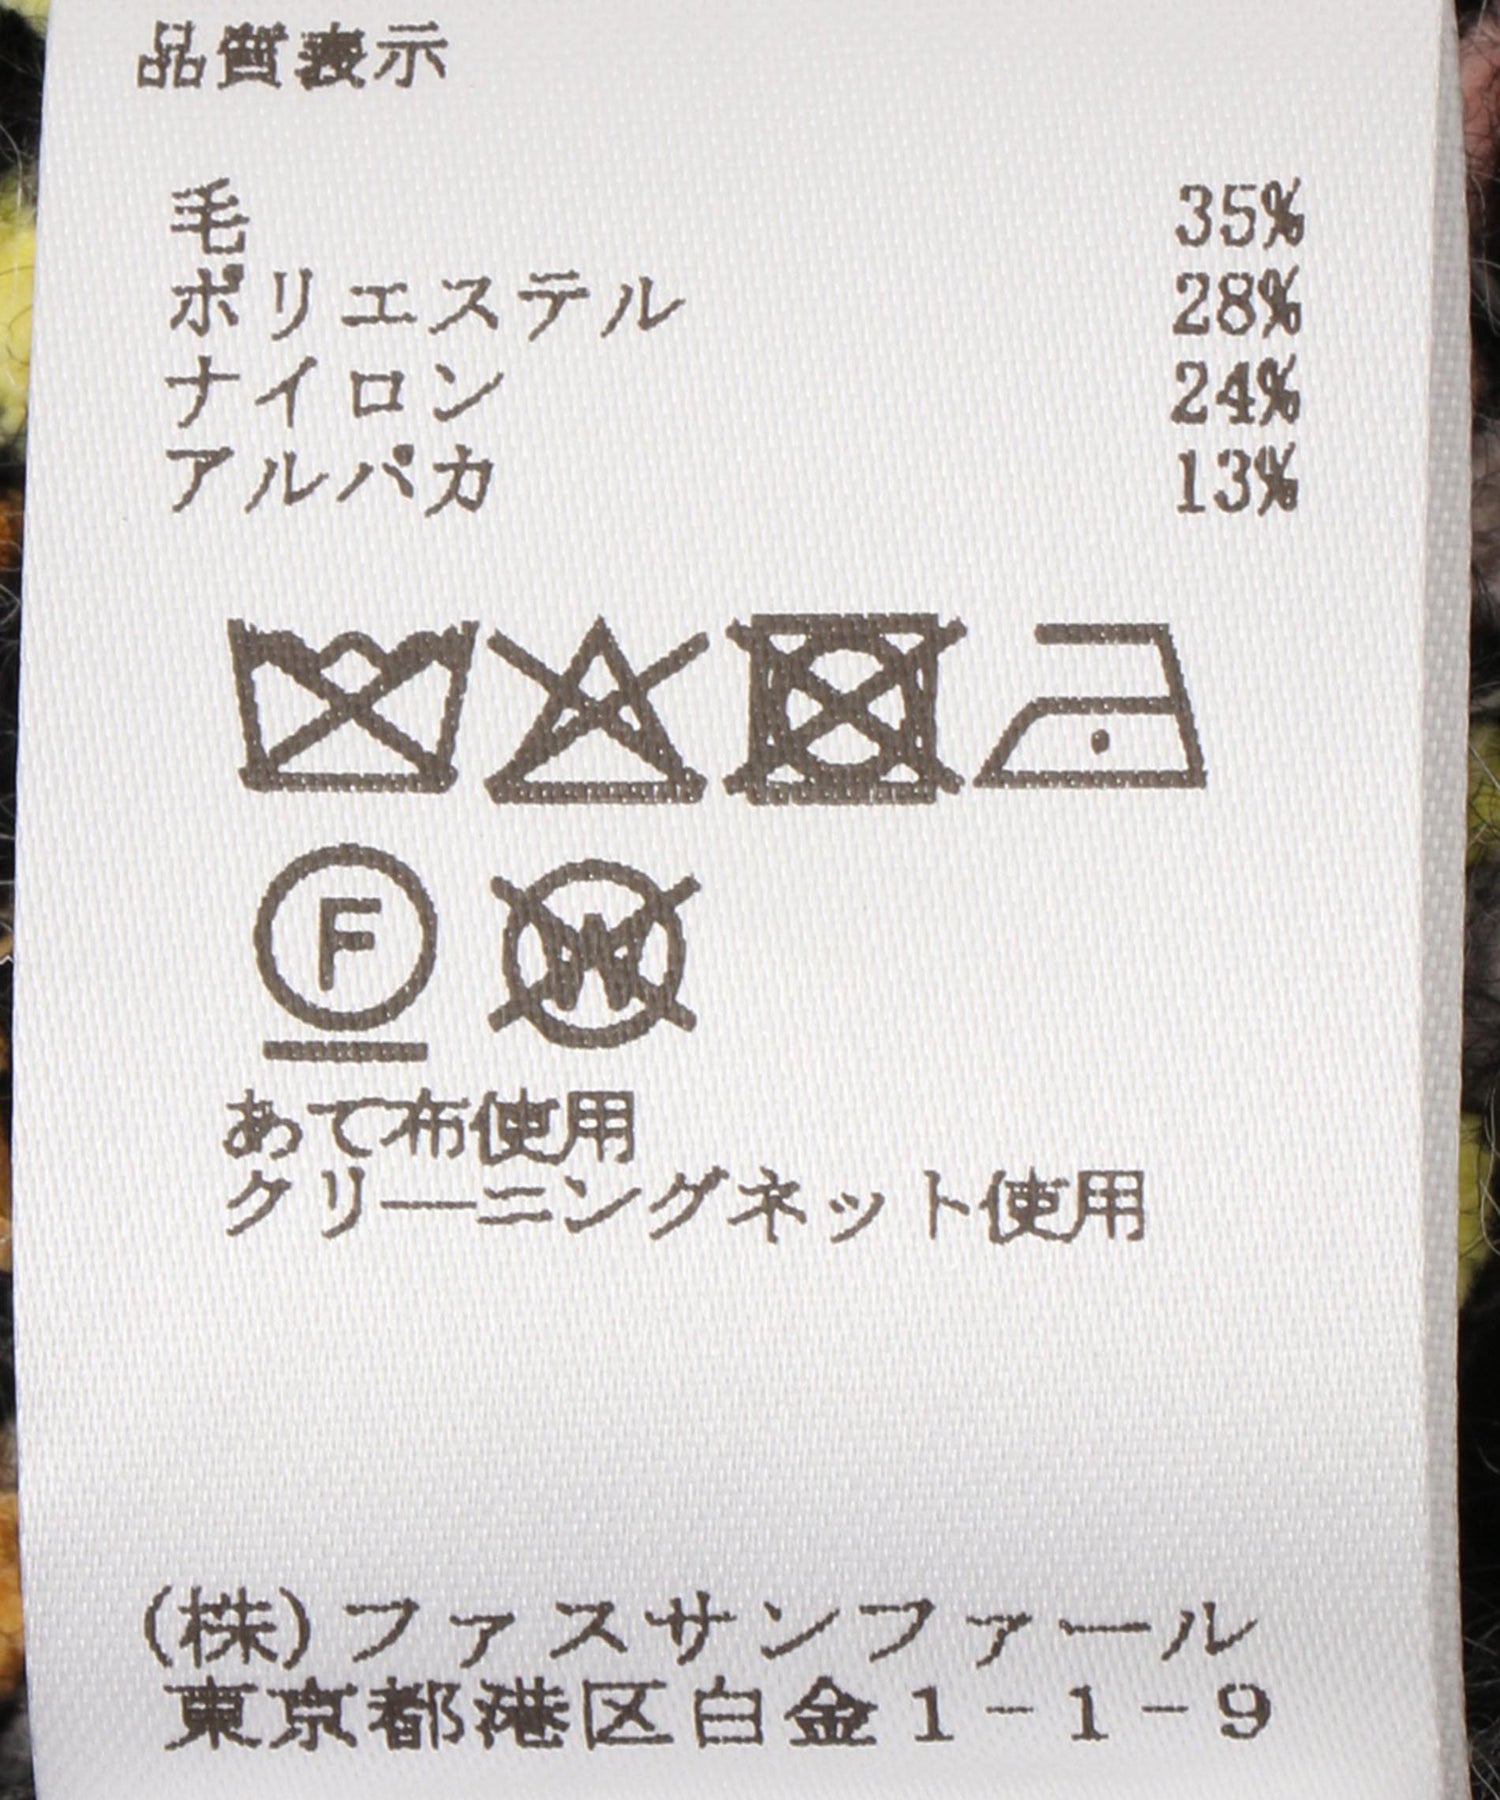 品質表示
毛 35%
ポリエステル 28%
ナイロン 24%
アルパカ 13%
F W
あて布使用
クリーニングネット使用
(株)ファスサンファール
東京都港区白金1-1-9